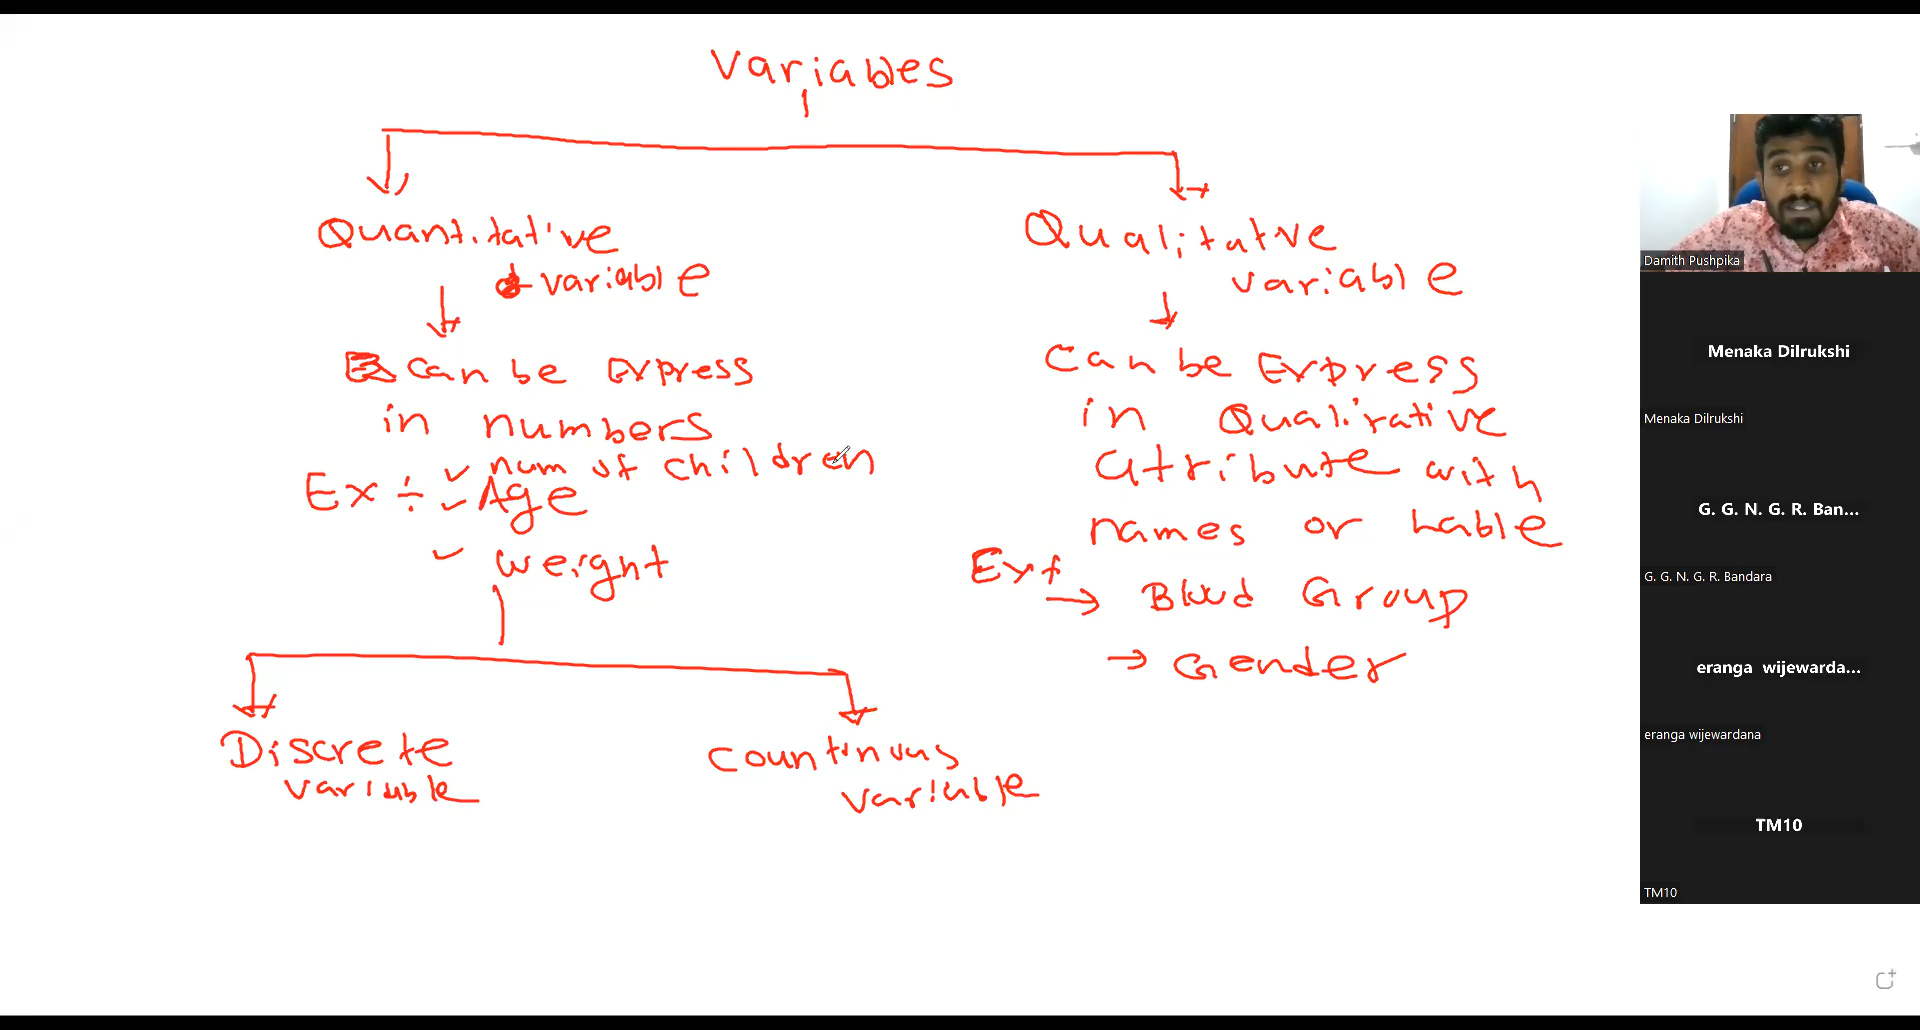 Variables
Quantitative
variable
Can be Express
in numbers
num of children
Ex ÷ Age
weight
Discrete
variable
Countinuus
variable
Qualitative
variable
Can be Express
in Qualitative
attribute with
names or lable
Ex
→ Blood Group
→ Gender
Damith Pushpika
Menaka Dilrukshi
Menaka Dilrukshi
G. G. N. G. R. Ban...
G. G. N. G. R. Bandara
eranga wijewarda...
eranga wijewardana
TM10
TM10